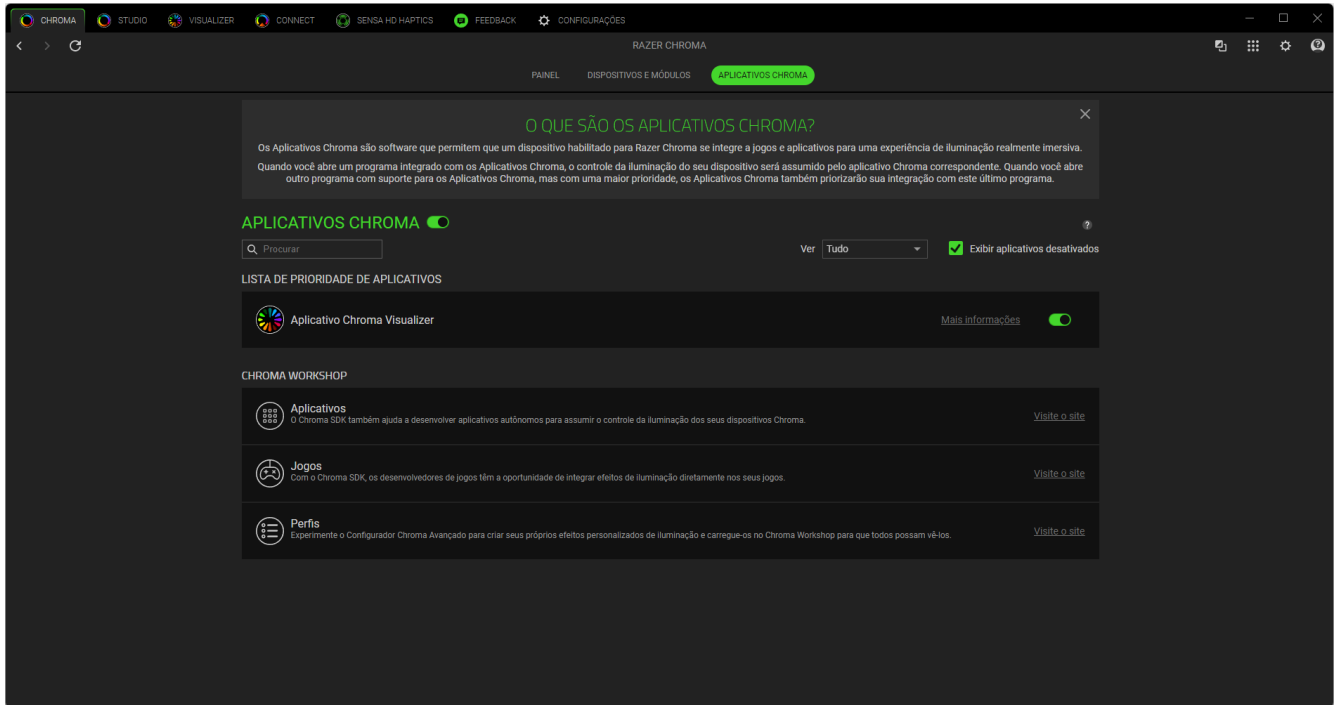 CHROMA
STUDIO
VISUALIZER
CONNECT
SENSA HD HAPTICS
FEEDBACK
CONFIGURAÇÕES
RAZER CHROMA
PAINEL
DISPOSITIVOS E MÓDULOS
APLICATIVOS CHROMA
O QUE SÃO OS APLICATIVOS CHROMA?
Os Aplicativos Chroma são software que permitem que um dispositivo habilitado para Razer Chroma se integre a jogos e aplicativos para uma experiência de iluminação realmente imersiva.
Quando você abre um programa integrado com os Aplicativos Chroma, o controle da iluminação do seu dispositivo será assumido pelo aplicativo Chroma correspondente. Quando você abre
outro programa com suporte para os Aplicativos Chroma, mas com uma maior prioridade, os Aplicativos Chroma também priorizarão sua integração com este último programa.
APLICATIVOS CHROMA
?
Procurar
Ver
Tudo
Exibir aplicativos desativados
LISTA DE PRIORIDADE DE APLICATIVOS
Aplicativo Chroma Visualizer
Mais informações
CHROMA WORKSHOP
Aplicativos
O Chroma SDK também ajuda a desenvolver aplicativos autônomos para assumir o controle da iluminação dos seus dispositivos Chroma.
Visite o site
Jogos
Com o Chroma SDK, os desenvolvedores de jogos têm a oportunidade de integrar efeitos de iluminação diretamente nos seus jogos.
Visite o site
Perfis
Experimente o Configurador Chroma Avançado para criar seus próprios efeitos personalizados de iluminação e carregue-os no Chroma Workshop para que todos possam vê-los.
Visite o site